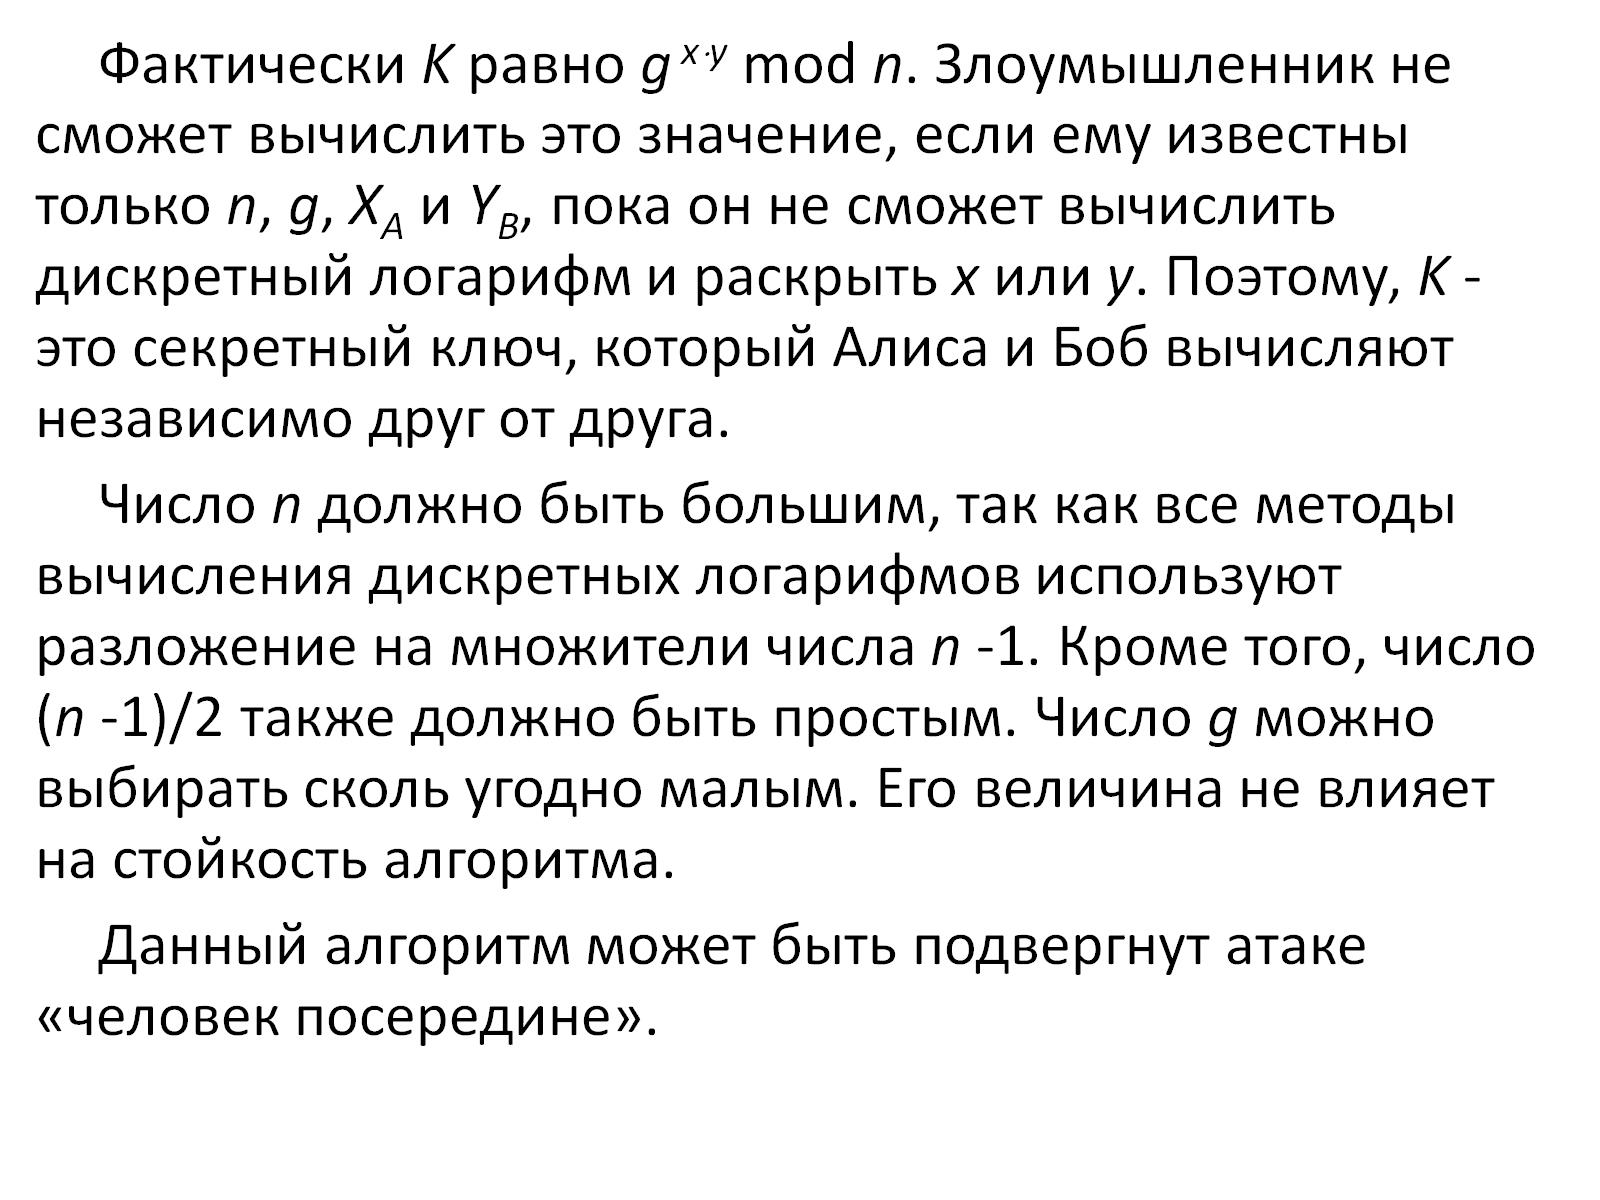 Фактически K равно g x·y mod n. Злоумышленник не
сможет вычислить это значение, если ему известны
только n, g, XA и YB, пока он не сможет вычислить
дискретный логарифм и раскрыть x или y. Поэтому, K -
это секретный ключ, который Алиса и Боб вычисляют
независимо друг от друга.
Число n должно быть большим, так как все методы
вычисления дискретных логарифмов используют
разложение на множители числа n -1. Кроме того, число
(n -1)/2 также должно быть простым. Число g можно
выбирать сколь угодно малым. Его величина не влияет
на стойкость алгоритма.
Данный алгоритм может быть подвергнут атаке
«человек посередине».